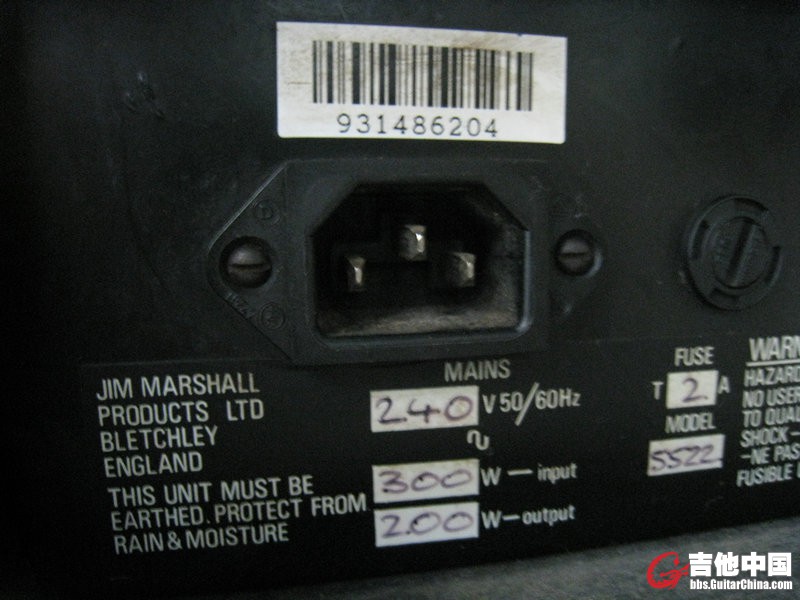 931486204
JIM MARSHALL
PRODUCTS LTD
BLETCHLEY
ENGLAND
THIS UNIT MUST BE
EARTHED. PROTECT FROM
RAIN & MOISTURE
MAINS
240 V 50/60Hz
∿
300 W — input
200 W — output
FUSE
T 2 A
MODEL
5522
WARN
HAZARD
NO USER
TO QUAL
SHOCK —
—NE PAS
FUSIBLE
吉他中国
bbs.GuitarChina.com